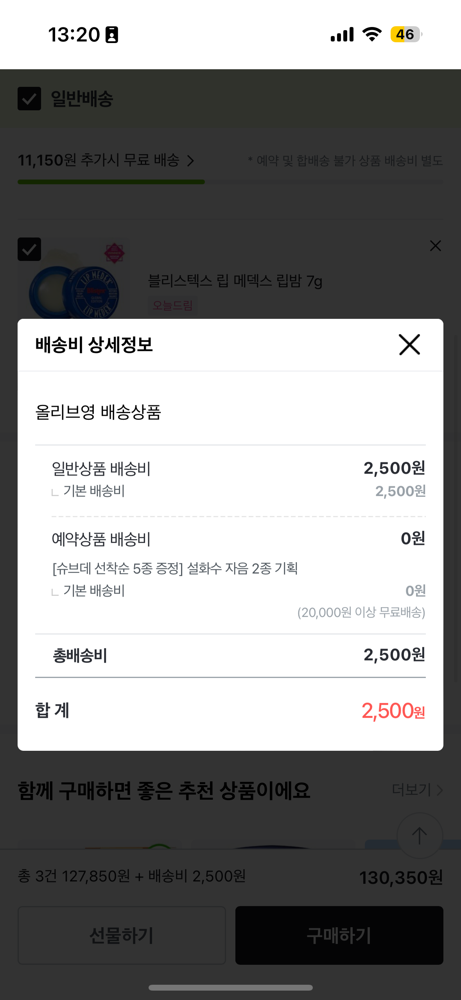 13:20
46
일반배송
11,150원 추가시 무료 배송
* 예약 및 합배송 불가 상품 배송비 별도
LIP MEDEX
Blistex
GLOBAL
EDITION
LIP MEDEX
블리스텍스 립 메덱스 립밤 7g
오늘드림
배송비 상세정보
올리브영 배송상품
일반상품 배송비 2,500원
기본 배송비 2,500원
예약상품 배송비 0원
[슈브데 선착순 5종 증정] 설화수 자음 2종 기획
기본 배송비 0원
(20,000원 이상 무료배송)
총배송비 2,500원
합 계 2,500원
함께 구매하면 좋은 추천 상품이에요 더보기
총 3건 127,850원 + 배송비 2,500원 130,350원
선물하기 구매하기